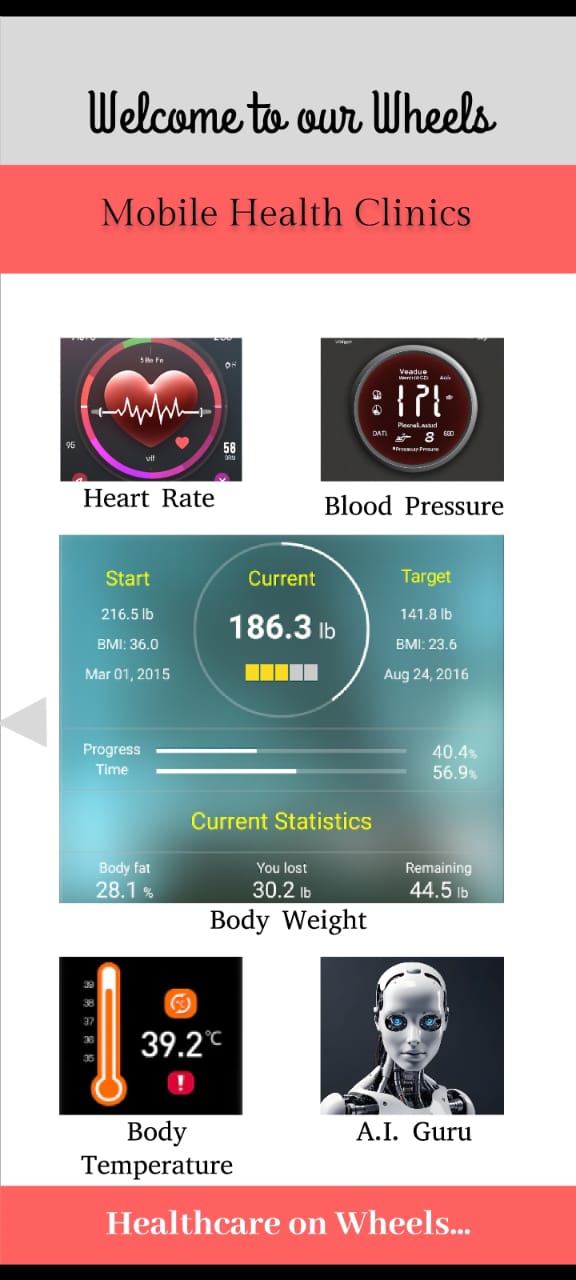 Welcome to our Wheels
Mobile Health Clinics
95
58
Heart Rate
Veadue
171
DATL
8
Blood Pressure
Start
Current
Target
216.5 lb
186.3 lb
141.8 lb
BMI: 36.0
BMI: 23.6
Mar 01, 2015
Aug 24, 2016
Progress
40.4%
Time
56.9%
Current Statistics
Body fat
You lost
Remaining
28.1 %
30.2 lb
44.5 lb
Body Weight
39
38
37
36
35
39.2°C
!
Body
Temperature
A.I. Guru
Healthcare on Wheels...